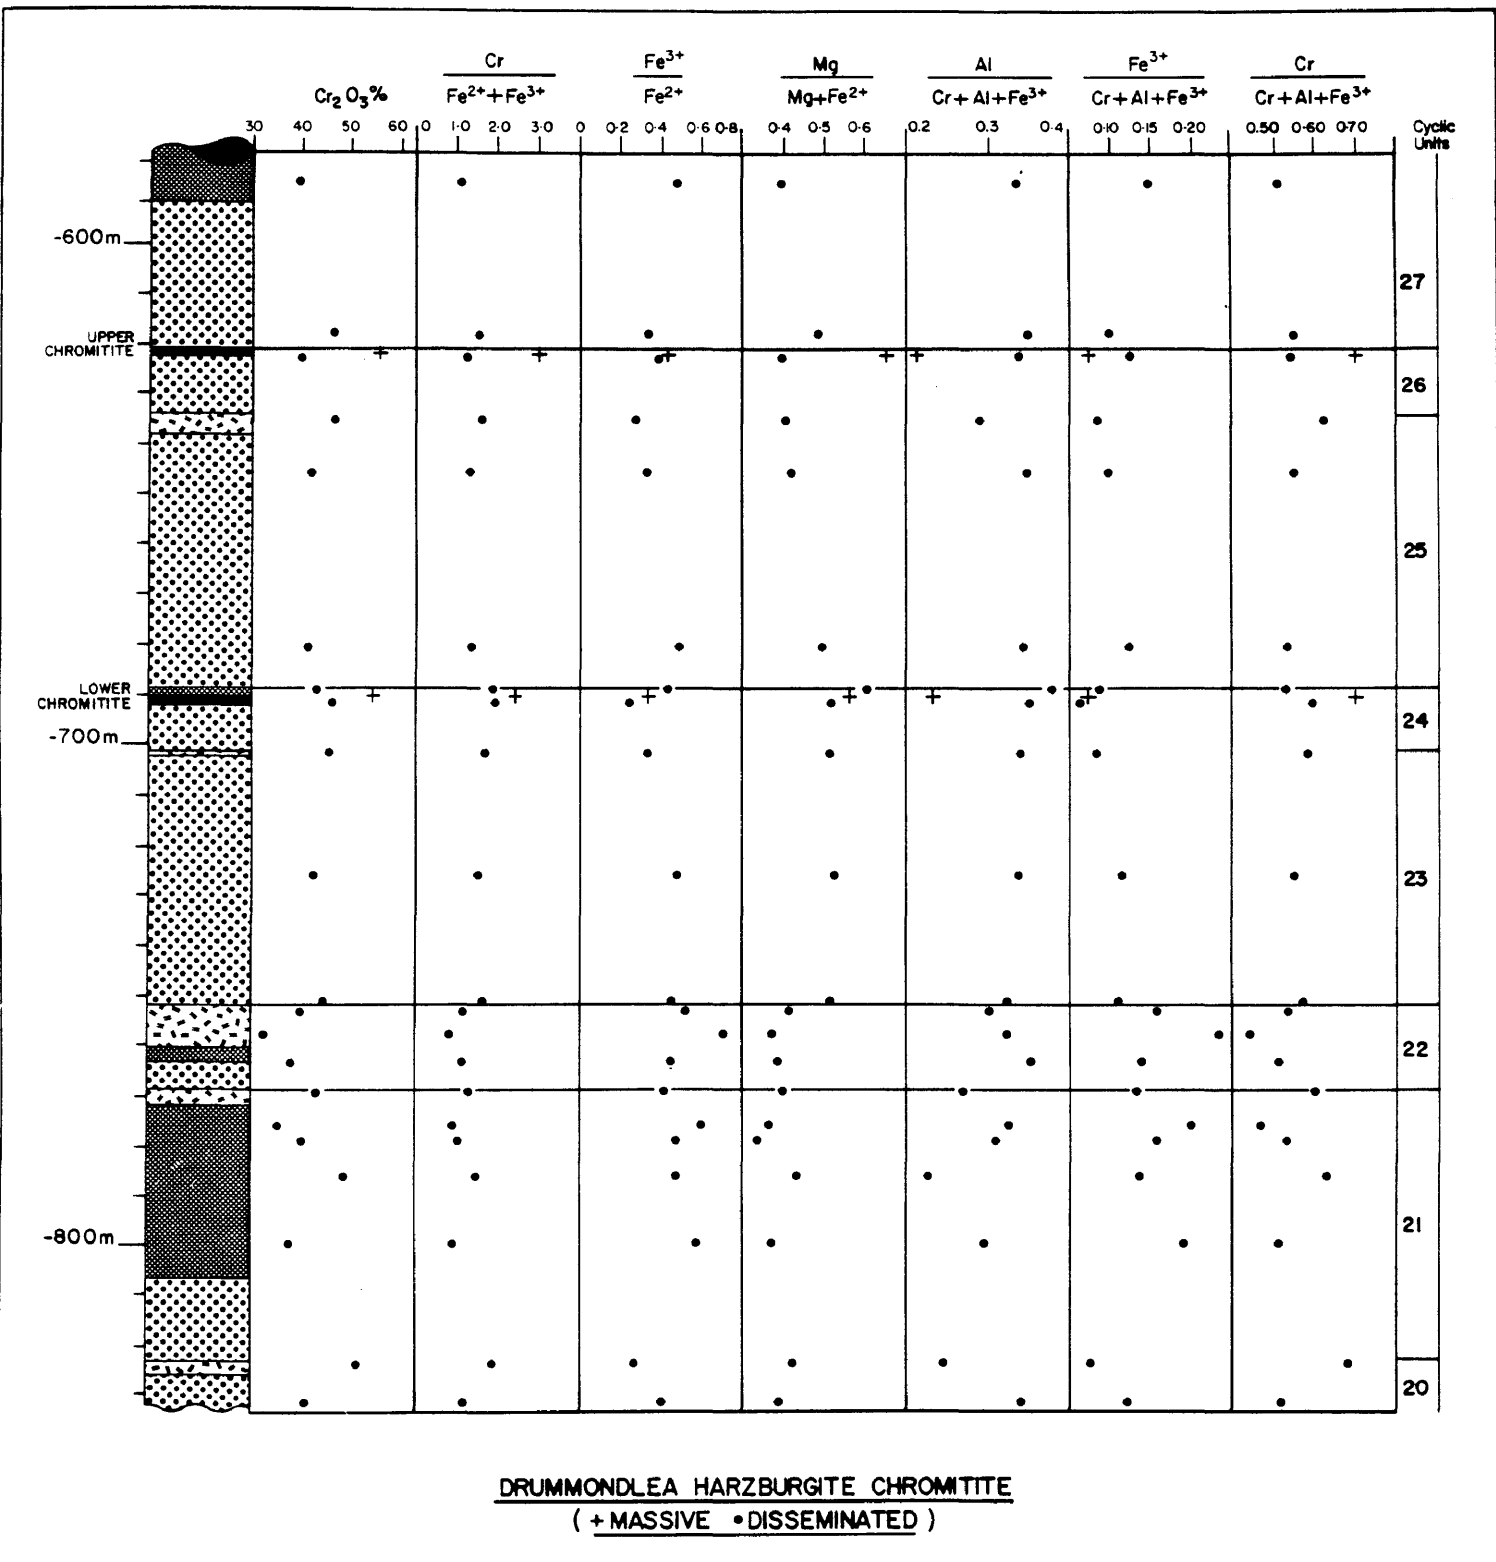 Cr Fe³⁺ Mg Al Fe³⁺ Cr
Cr₂O₃% Fe²⁺+Fe³⁺ Fe²⁺ Mg+Fe²⁺ Cr+Al+Fe³⁺ Cr+Al+Fe³⁺ Cr+Al+Fe³⁺
30 40 50 60 0 1·0 2·0 3·0 0 0·2 0·4 0·6 0·8 0·4 0·5 0·6 0·2 0·3 0·4 0·10 0·15 0·20 0·50 0·60 0·70 Cyclic
Units
-600m
27
UPPER
CHROMITITE
26
25
LOWER
CHROMITITE
24
-700m
23
22
21
-800m
20
DRUMMONDLEA HARZBURGITE CHROMITITE
( + MASSIVE • DISSEMINATED )